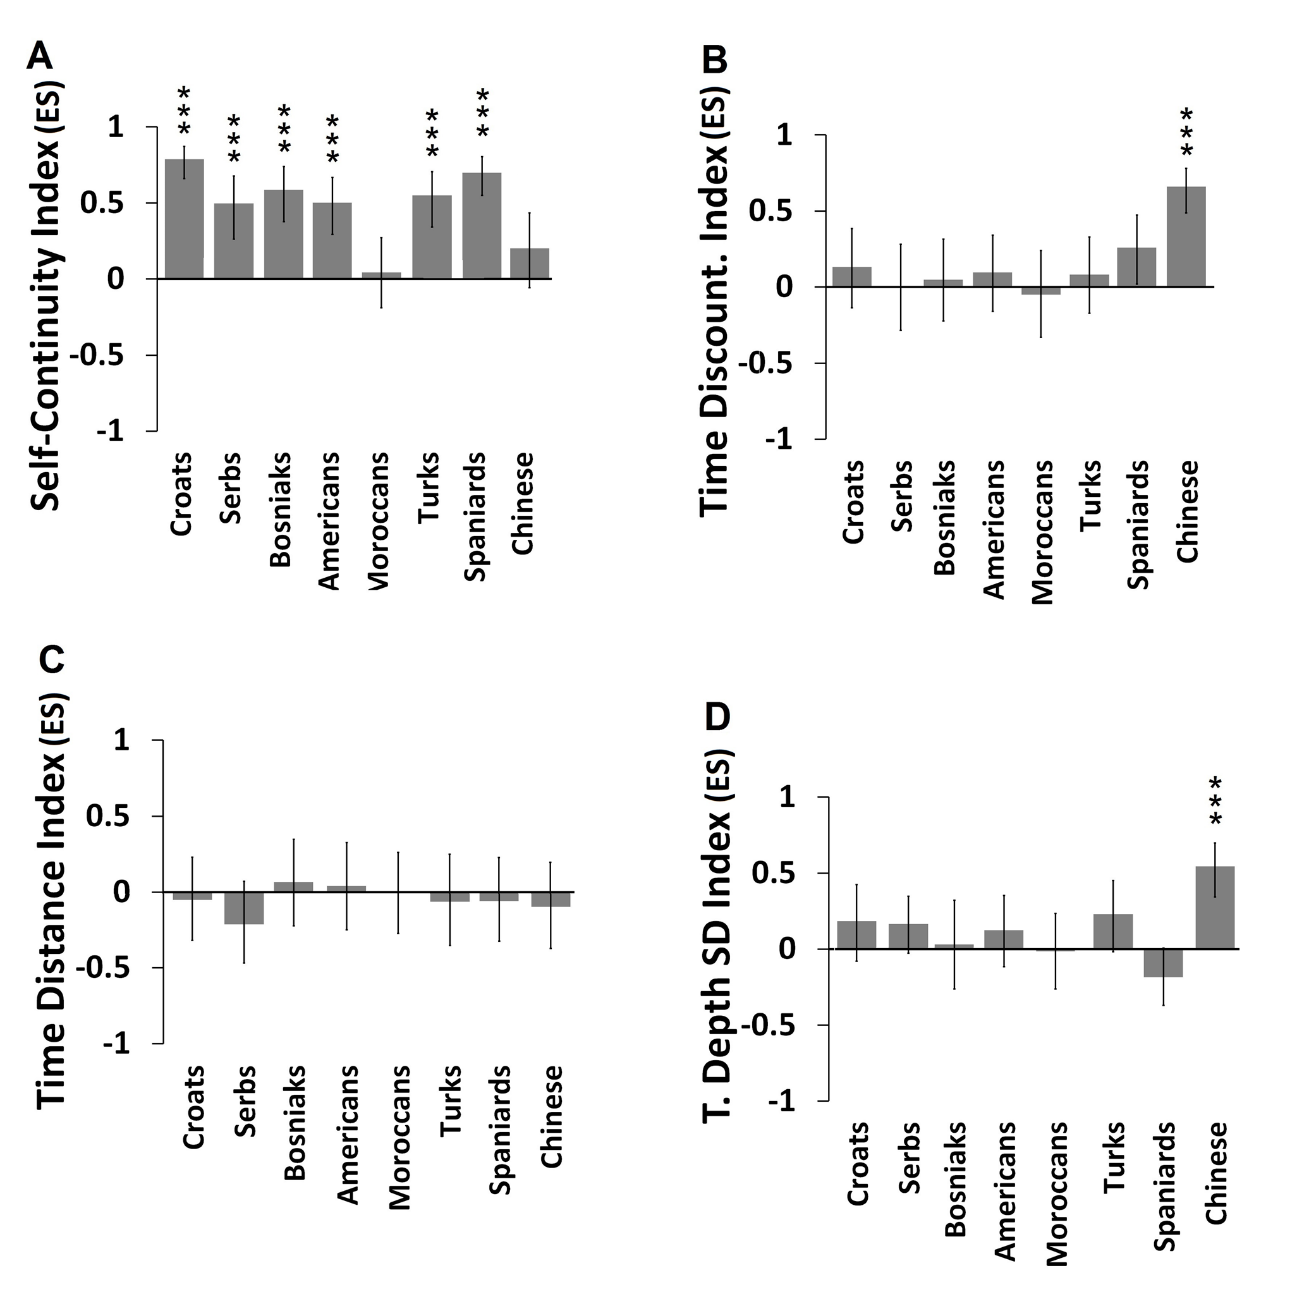 A
Self-Continuity Index (ES)
*** *** *** *** *** ***
1
0.5
0
-0.5
-1
Croats Serbs Bosniaks Americans Moroccans Turks Spaniards Chinese
B
Time Discount. Index (ES)
***
1
0.5
0
-0.5
-1
Croats Serbs Bosniaks Americans Moroccans Turks Spaniards Chinese
C
Time Distance Index (ES)
1
0.5
0
-0.5
-1
Croats Serbs Bosniaks Americans Moroccans Turks Spaniards Chinese
D
T. Depth SD Index (ES)
***
1
0.5
0
-0.5
-1
Croats Serbs Bosniaks Americans Moroccans Turks Spaniards Chinese